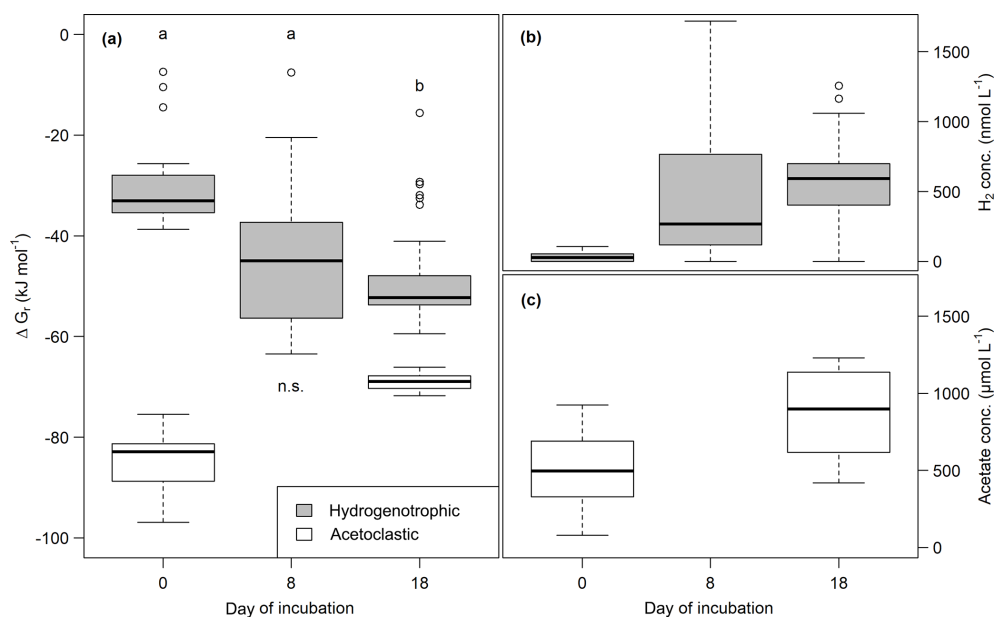 (a)
a
a
b
n.s.
0
-20
-40
-60
-80
-100
Δ Gr (kJ mol⁻¹)
Hydrogenotrophic
Acetoclastic
0
8
18
Day of incubation
(b)
1500
1000
500
0
H₂ conc. (nmol L⁻¹)
(c)
1500
1000
500
0
Acetate conc. (µmol L⁻¹)
0
8
18
Day of incubation